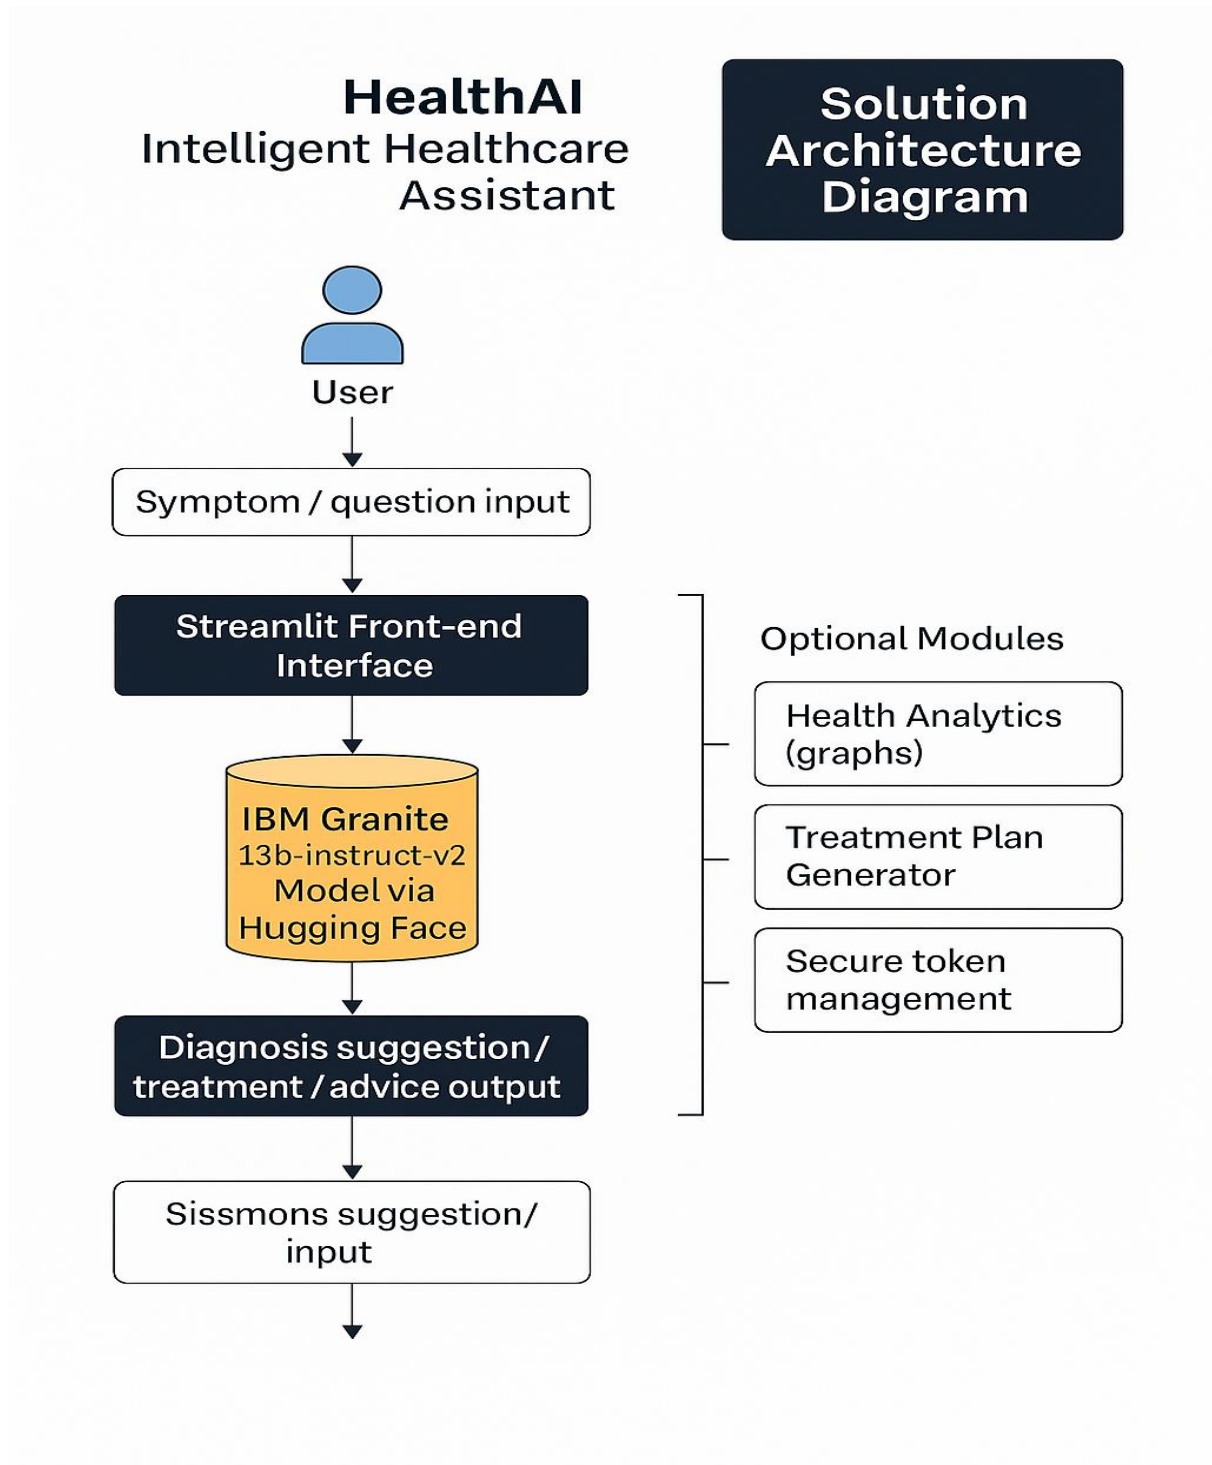 HealthAI
Intelligent Healthcare
Assistant
Solution
Architecture
Diagram
User
Symptom / question input
Streamlit Front-end
Interface
IBM Granite
13b-instruct-v2
Model via
Hugging Face
Diagnosis suggestion/
treatment / advice output
Sissmons suggestion/
input
Optional Modules
Health Analytics
(graphs)
Treatment Plan
Generator
Secure token
management